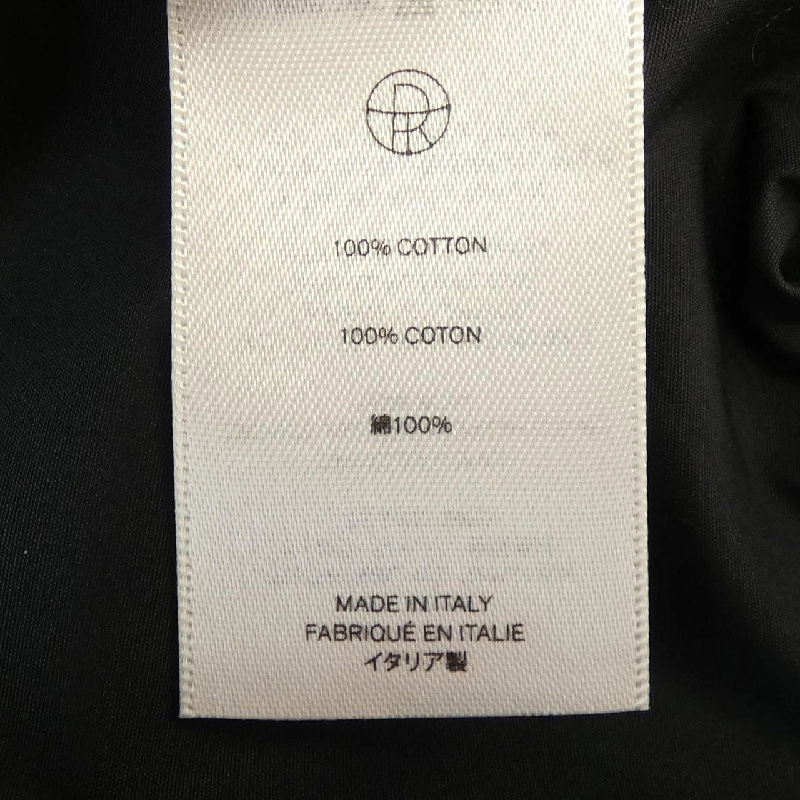 100% COTTON
100% COTON
綿100%
MADE IN ITALY
FABRIQUÉ EN ITALIE
イタリア製